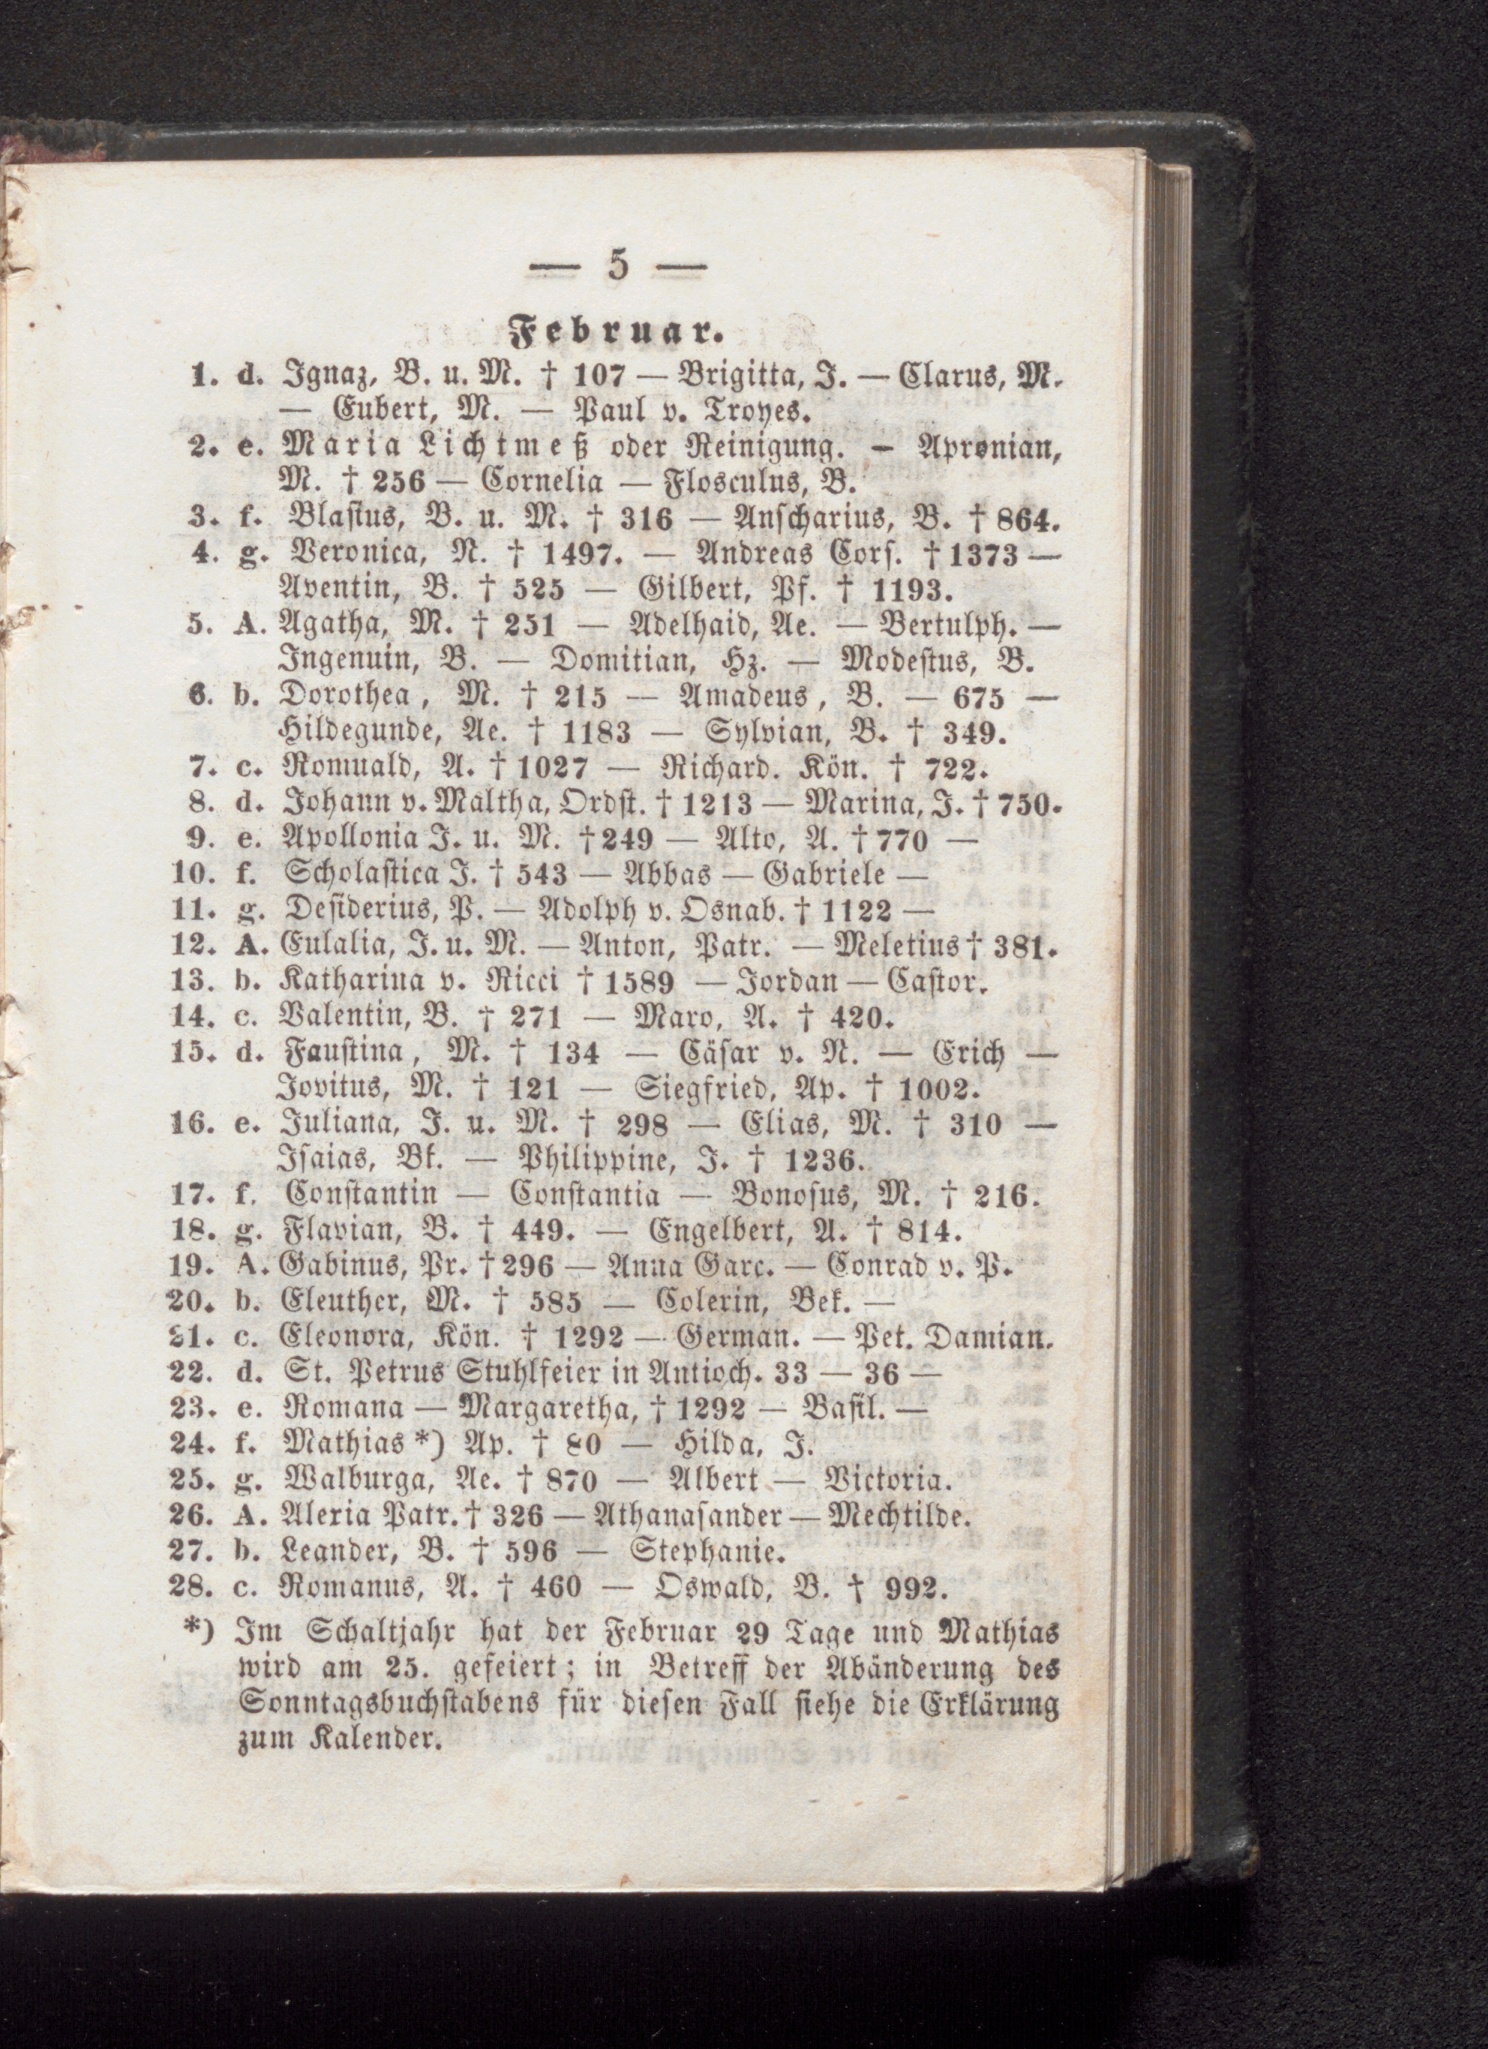 — 5 —
Februar.
1. d. Ignaz, B. u. M. † 107 — Brigitta, J. — Clarus, M.
— Eubert, M. — Paul v. Troyes.
2. e. Maria Lichtmeß oder Reinigung. — Apronian,
M. † 256 — Cornelia — Flosculus, B.
3. f. Blasius, B. u. M. † 316 — Anscharius, B. † 864.
4. g. Veronica, N. † 1497. — Andreas Cors. † 1373 —
Aventin, B. † 525 — Gilbert, Pf. † 1193.
5. A. Agatha, M. † 251 — Adelhaid, Ae. — Bertulph. —
Ingenuin, B. — Domitian, Hz. — Modestus, B.
6. b. Dorothea, M. † 215 — Amadeus, B. — 675 —
Hildegunde, Ae. † 1183 — Sylvian, B. † 349.
7. c. Romuald, A. † 1027 — Richard. Kön. † 722.
8. d. Johann v. Maltha, Ordst. † 1213 — Marina, J. † 750.
9. e. Apollonia J. u. M. † 249 — Alto, A. † 770 —
10. f. Scholastica J. † 543 — Abbas — Gabriele —
11. g. Desiderius, P. — Adolph v. Osnab. † 1122 —
12. A. Eulalia, J. u. M. — Anton, Patr. — Meletius † 381.
13. b. Katharina v. Ricci † 1589 — Jordan — Castor.
14. c. Valentin, B. † 271 — Maro, A. † 420.
15. d. Faustina, M. † 134 — Cäsar v. N. — Erich —
Jovitus, M. † 121 — Siegfried, Ap. † 1002.
16. e. Juliana, J. u. M. † 298 — Elias, M. † 310 —
Isaias, Bk. — Philippine, J. † 1236.
17. f. Constantin — Constantia — Bonosus, M. † 216.
18. g. Flavian, B. † 449. — Engelbert, A. † 814.
19. A. Gabinus, Pr. † 296 — Anna Garc. — Conrad v. P.
20. b. Eleuther, M. † 585 — Colerin, Bek. —
21. c. Eleonora, Kön. † 1292 — German. — Pet. Damian.
22. d. St. Petrus Stuhlfeier in Antioch. 33 — 36 —
23. e. Romana — Margaretha, † 1292 — Basil. —
24. f. Mathias *) Ap. † 80 — Hilda, J.
25. g. Walburga, Ae. † 870 — Albert — Victoria.
26. A. Alexia Patr. † 326 — Athanasander — Mechtilde.
27. b. Leander, B. † 596 — Stephanie.
28. c. Romanus, A. † 460 — Oswald, B. † 992.
*) Im Schaltjahr hat der Februar 29 Tage und Mathias
wird am 25. gefeiert; in Betreff der Abänderung des
Sonntagsbuchstabens für diesen Fall siehe die Erklärung
zum Kalender.